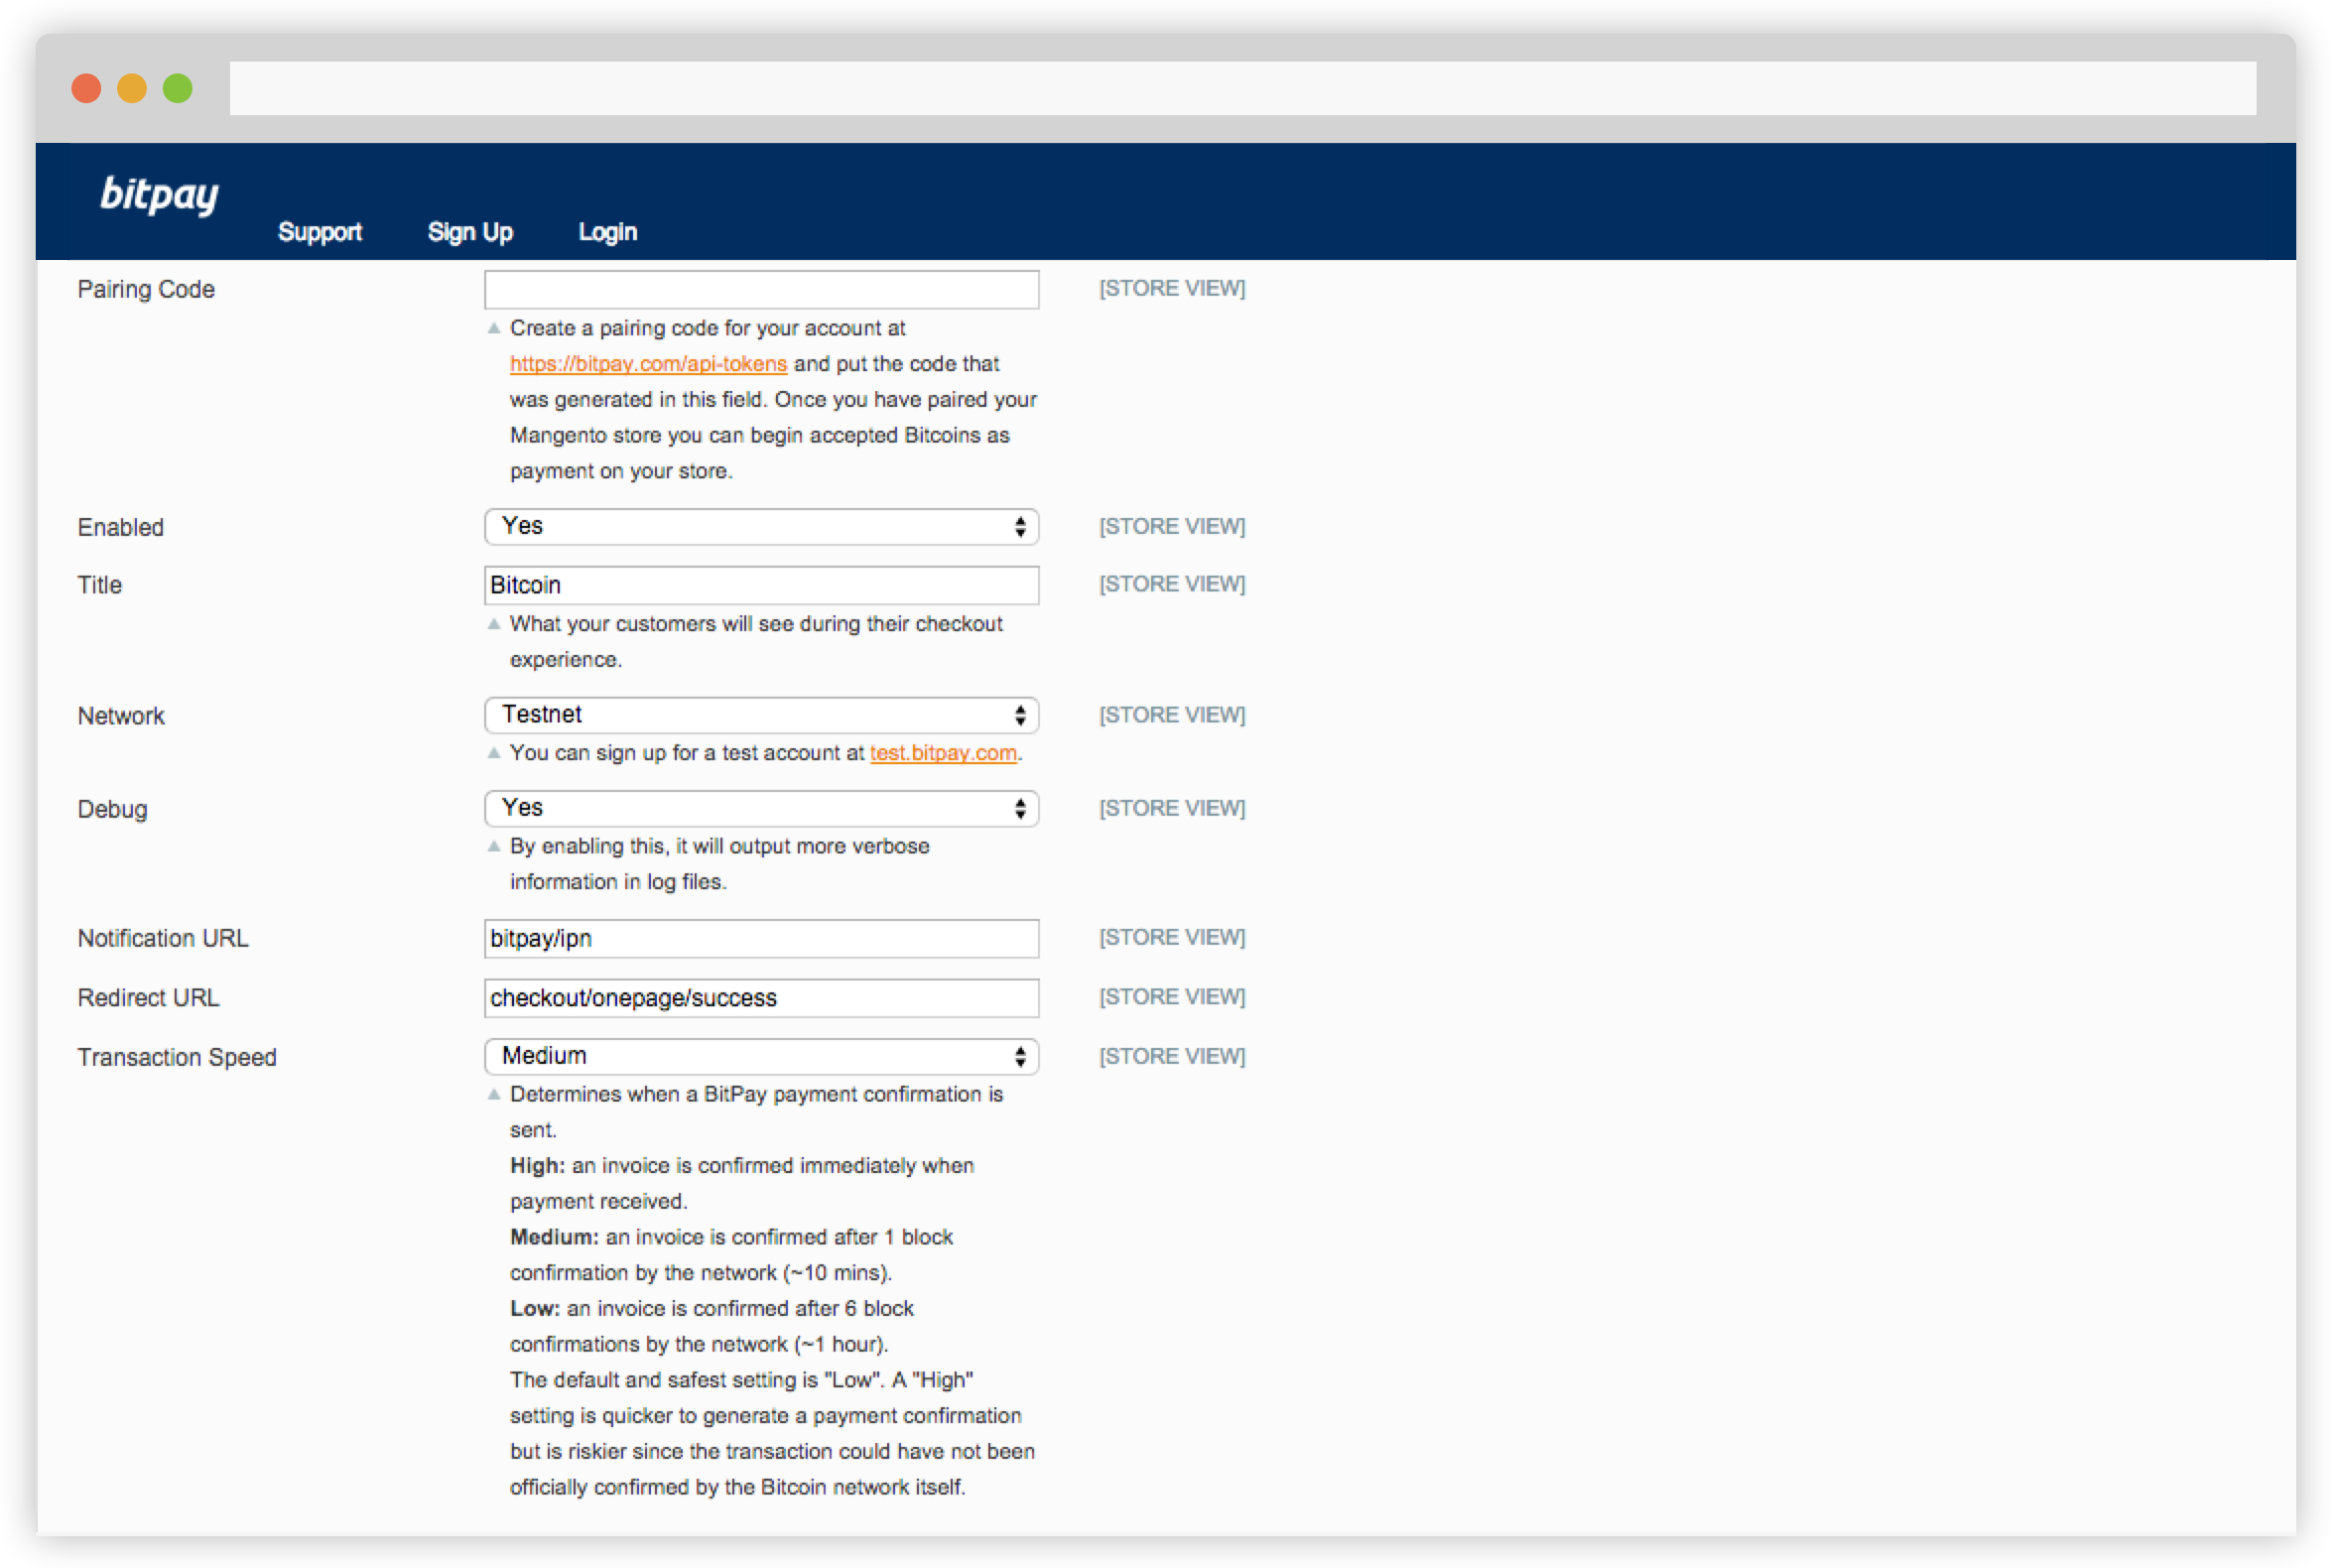 bitpay
Support Sign Up Login
Pairing Code [STORE VIEW]
Create a pairing code for your account at
https://bitpay.com/api-tokens and put the code that
was generated in this field. Once you have paired your
Mangento store you can begin accepted Bitcoins as
payment on your store.
Enabled Yes [STORE VIEW]
Title Bitcoin [STORE VIEW]
What your customers will see during their checkout
experience.
Network Testnet [STORE VIEW]
You can sign up for a test account at test.bitpay.com.
Debug Yes [STORE VIEW]
By enabling this, it will output more verbose
information in log files.
Notification URL bitpay/ipn [STORE VIEW]
Redirect URL checkout/onepage/success [STORE VIEW]
Transaction Speed Medium [STORE VIEW]
Determines when a BitPay payment confirmation is
sent.
High: an invoice is confirmed immediately when
payment received.
Medium: an invoice is confirmed after 1 block
confirmation by the network (~10 mins).
Low: an invoice is confirmed after 6 block
confirmations by the network (~1 hour).
The default and safest setting is "Low". A "High"
setting is quicker to generate a payment confirmation
but is riskier since the transaction could have not been
officially confirmed by the Bitcoin network itself.